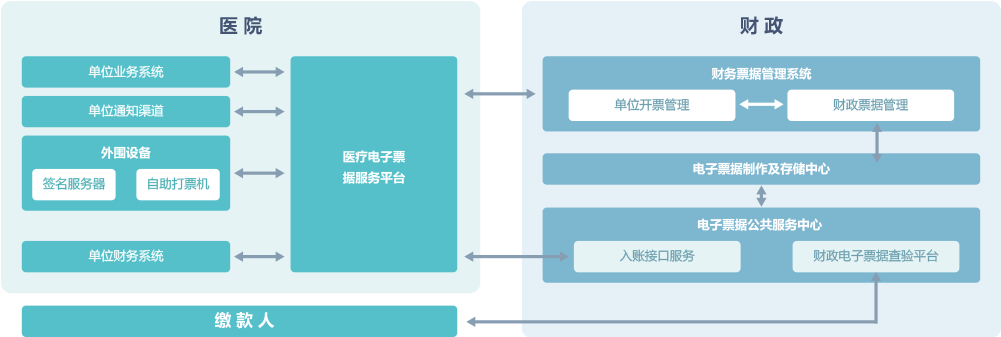 医院
单位业务系统
单位通知渠道
外围设备
签名服务器
自助打票机
单位财务系统
医疗电子票
据服务平台
缴款人
财政
财务票据管理系统
单位开票管理
财政票据管理
电子票据制作及存储中心
电子票据公共服务中心
入账接口服务
财政电子票据查验平台